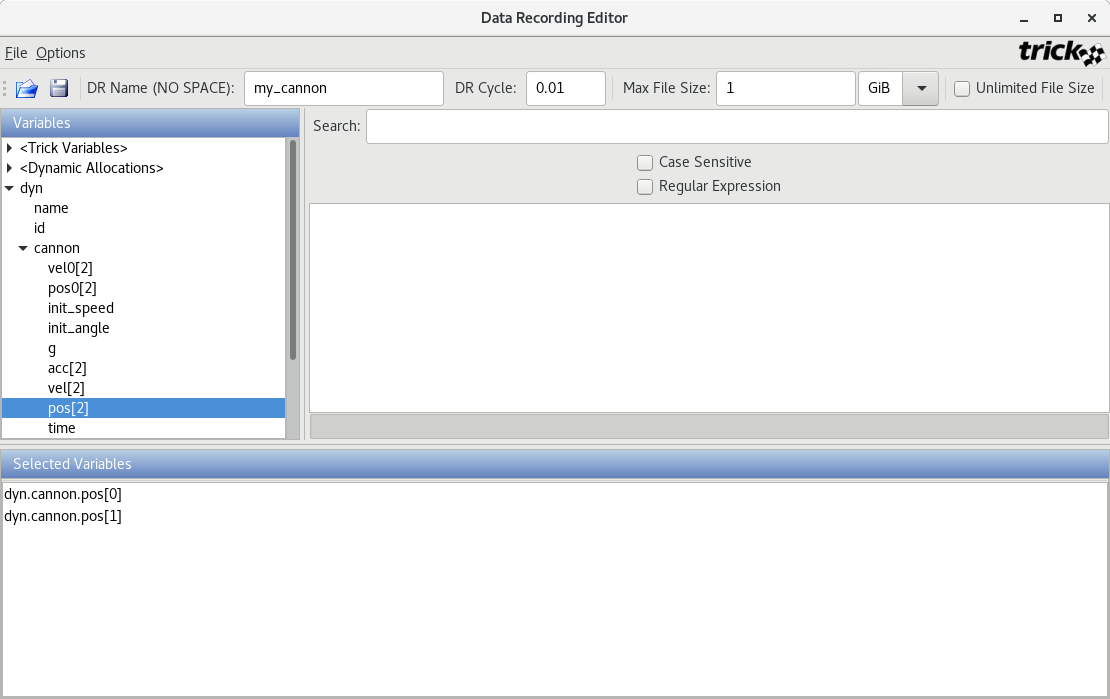 Data Recording Editor
File Options
trick
DR Name (NO SPACE): my_cannon DR Cycle: 0.01 Max File Size: 1 GiB Unlimited File Size
Variables
Search:
<Trick Variables>
<Dynamic Allocations>
Case Sensitive
dyn
Regular Expression
name
id
cannon
vel0[2]
pos0[2]
init_speed
init_angle
g
acc[2]
vel[2]
pos[2]
time
Selected Variables
dyn.cannon.pos[0]
dyn.cannon.pos[1]